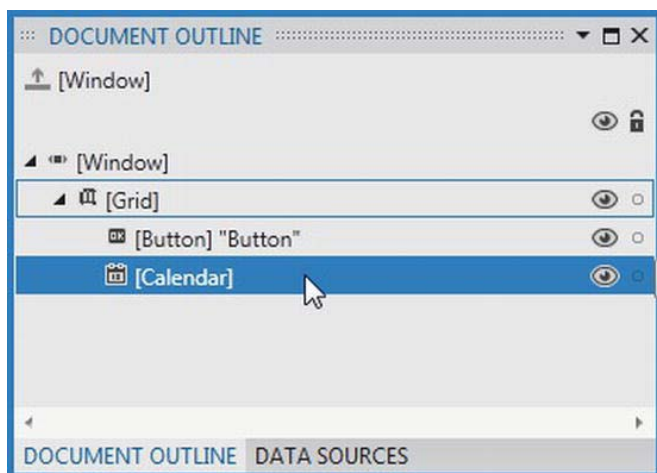 DOCUMENT OUTLINE
[Window]
[Window]
[Grid]
[Button] "Button"
[Calendar]
DOCUMENT OUTLINE DATA SOURCES